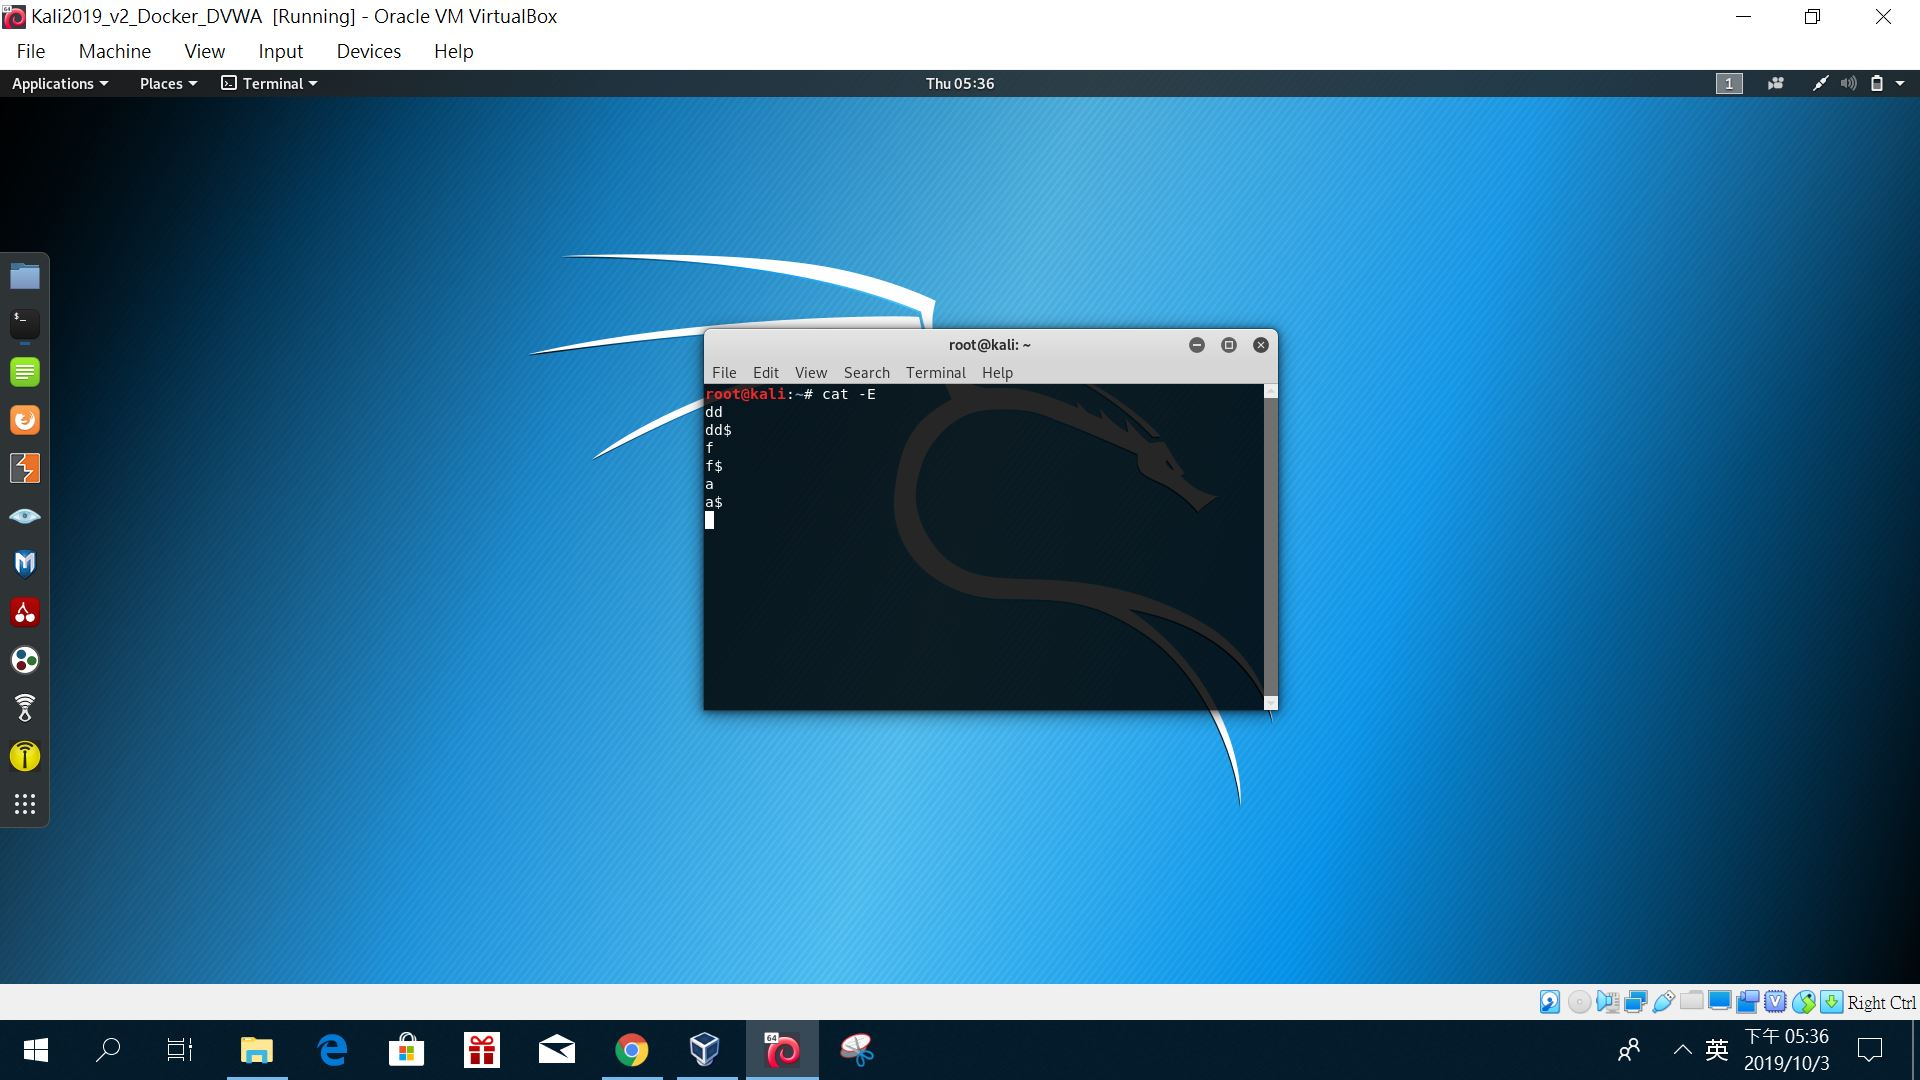 Kali2019_v2_Docker_DVWA [Running] - Oracle VM VirtualBox
File Machine View Input Devices Help
Applications Places Terminal Thu 05:36 1
root@kali: ~
File Edit View Search Terminal Help
root@kali:~# cat -E
dd
dd$
f
f$
a
a$
Right Ctrl
64
英
下午 05:36
2019/10/3